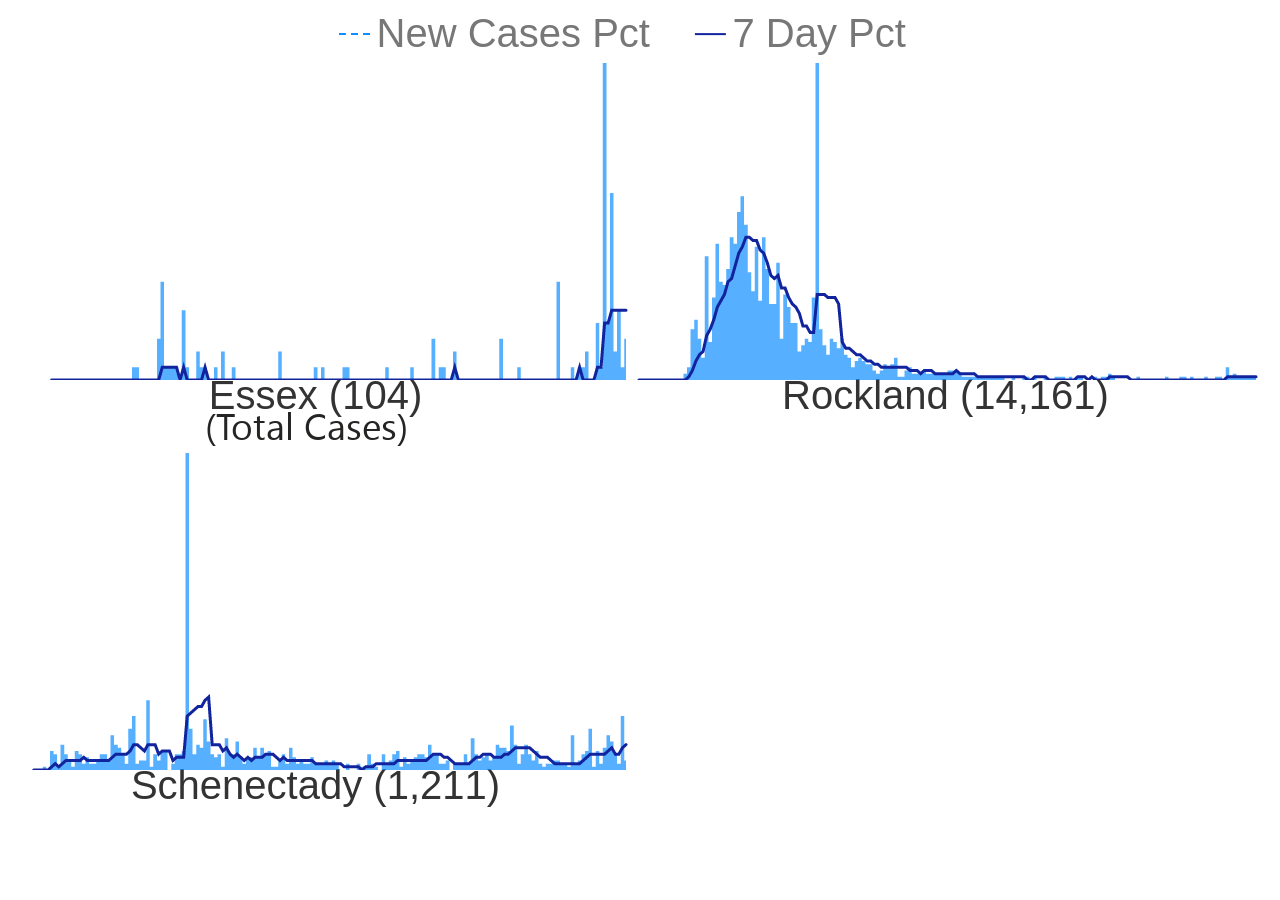 New Cases Pct 7 Day Pct
Essex (104)
(Total Cases)
Rockland (14,161)
Schenectady (1,211)